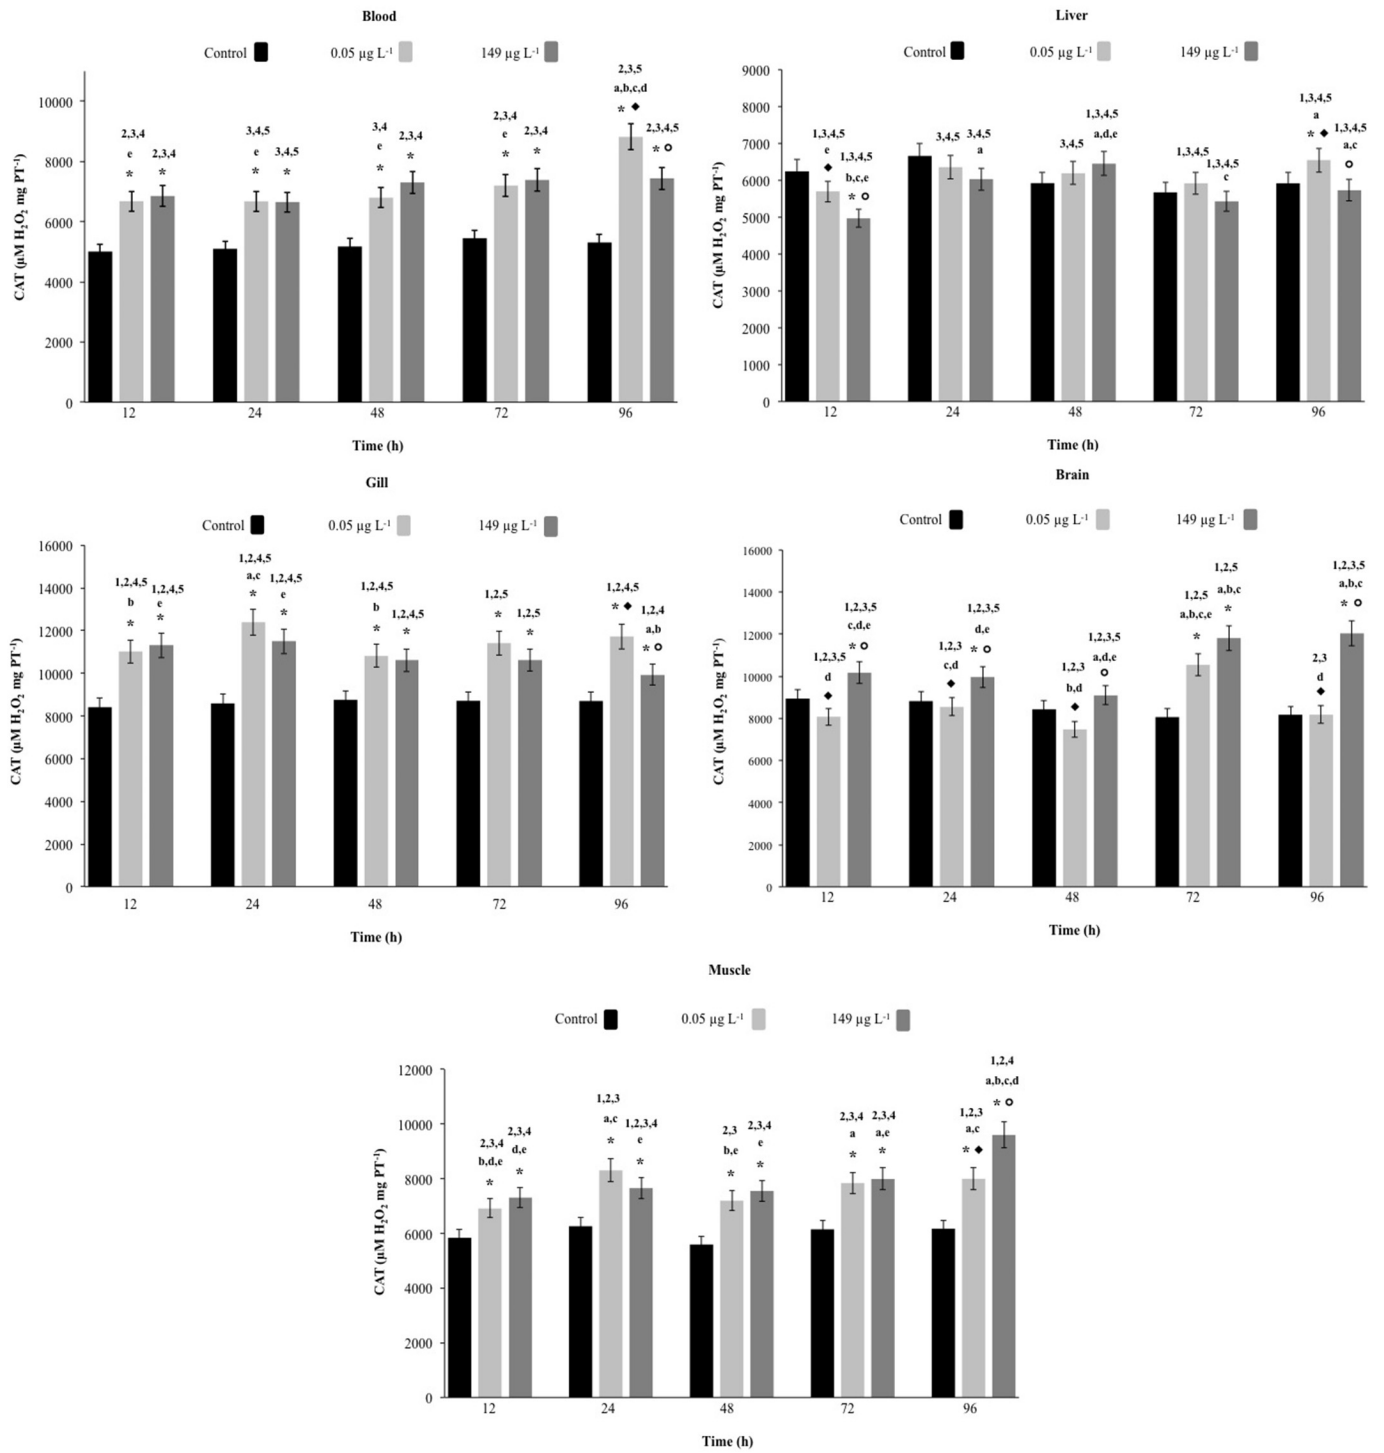 Blood
Control 0.05 µg L-1 149 µg L-1
CAT (µM H2O2 mg PT-1)
10000
8000
6000
4000
2000
0
2,3,4
e
*
2,3,4
*
3,4,5
e
*
3,4,5
*
3,4
e
*
2,3,4
*
2,3,4
e
*
2,3,4
*
2,3,5
a,b,c,d
* ◆
2,3,4,5
* o
12 24 48 72 96
Time (h)
Liver
Control 0.05 µg L-1 149 µg L-1
CAT (µM H2O2 mg PT-1)
9000
8000
7000
6000
5000
4000
3000
2000
1000
0
1,3,4,5
e
◆
1,3,4,5
b,c,e
* o
3,4,5
3,4,5
a
3,4,5
1,3,4,5
a,d,e
1,3,4,5
1,3,4,5
c
1,3,4,5
a
* ◆
1,3,4,5
a,c
o
12 24 48 72 96
Time (h)
Gill
Control 0.05 µg L-1 149 µg L-1
CAT (µM H2O2 mg PT-1)
16000
14000
12000
10000
8000
6000
4000
2000
0
1,2,4,5
b
*
1,2,4,5
e
*
1,2,4,5
a,c
*
1,2,4,5
e
*
1,2,4,5
b
*
1,2,4,5
*
1,2,5
*
1,2,5
*
1,2,4,5
* ◆
1,2,4
a,b
* o
12 24 48 72 96
Time (h)
Brain
Control 0.05 µg L-1 149 µg L-1
CAT (µM H2O2 mg PT-1)
16000
14000
12000
10000
8000
6000
4000
2000
0
1,2,3,5
d
◆
1,2,3,5
c,d,e
* o
1,2,3
c,d
◆
1,2,3,5
d,e
* o
1,2,3
b,d
◆
1,2,3,5
a,d,e
o
1,2,5
a,b,c,e
*
1,2,5
a,b,c
*
2,3
d
◆
1,2,3,5
a,b,c
* o
12 24 48 72 96
Time (h)
Muscle
Control 0.05 µg L-1 149 µg L-1
CAT (µM H2O2 mg PT-1)
12000
10000
8000
6000
4000
2000
0
2,3,4
b,d,e
*
2,3,4
d,e
*
1,2,3
a,c
*
1,2,3,4
e
*
2,3
b,e
*
2,3,4
e
*
2,3,4
a
*
2,3,4
a,e
*
1,2,3
a,c
* ◆
1,2,4
a,b,c,d
* o
12 24 48 72 96
Time (h)